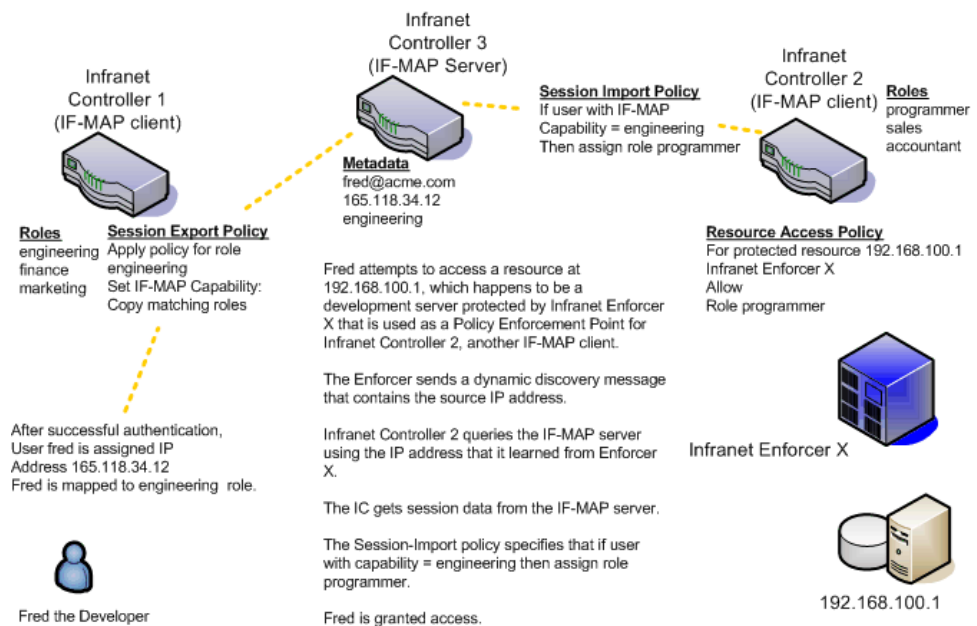 Infranet
Controller 1
(IF-MAP client)
Roles
engineering
finance
marketing
Session Export Policy
Apply policy for role
engineering
Set IF-MAP Capability:
Copy matching roles
After successful authentication,
User fred is assigned IP
Address 165.118.34.12
Fred is mapped to engineering role.
Fred the Developer
Infranet
Controller 3
(IF-MAP Server)
Metadata
fred@acme.com
165.118.34.12
engineering
Session Import Policy
If user with IF-MAP
Capability = engineering
Then assign role programmer
Infranet
Controller 2
(IF-MAP client)
Roles
programmer
sales
accountant
Resource Access Policy
For protected resource 192.168.100.1
Infranet Enforcer X
Allow
Role programmer
Fred attempts to access a resource at
192.168.100.1, which happens to be a
development server protected by Infranet Enforcer
X that is used as a Policy Enforcement Point for
Infranet Controller 2, another IF-MAP client.
The Enforcer sends a dynamic discovery message
that contains the source IP address.
Infranet Controller 2 queries the IF-MAP server
using the IP address that it learned from Enforcer
X.
The IC gets session data from the IF-MAP server.
The Session-Import policy specifies that if user
with capability = engineering then assign role
programmer.
Fred is granted access.
Infranet Enforcer X
192.168.100.1